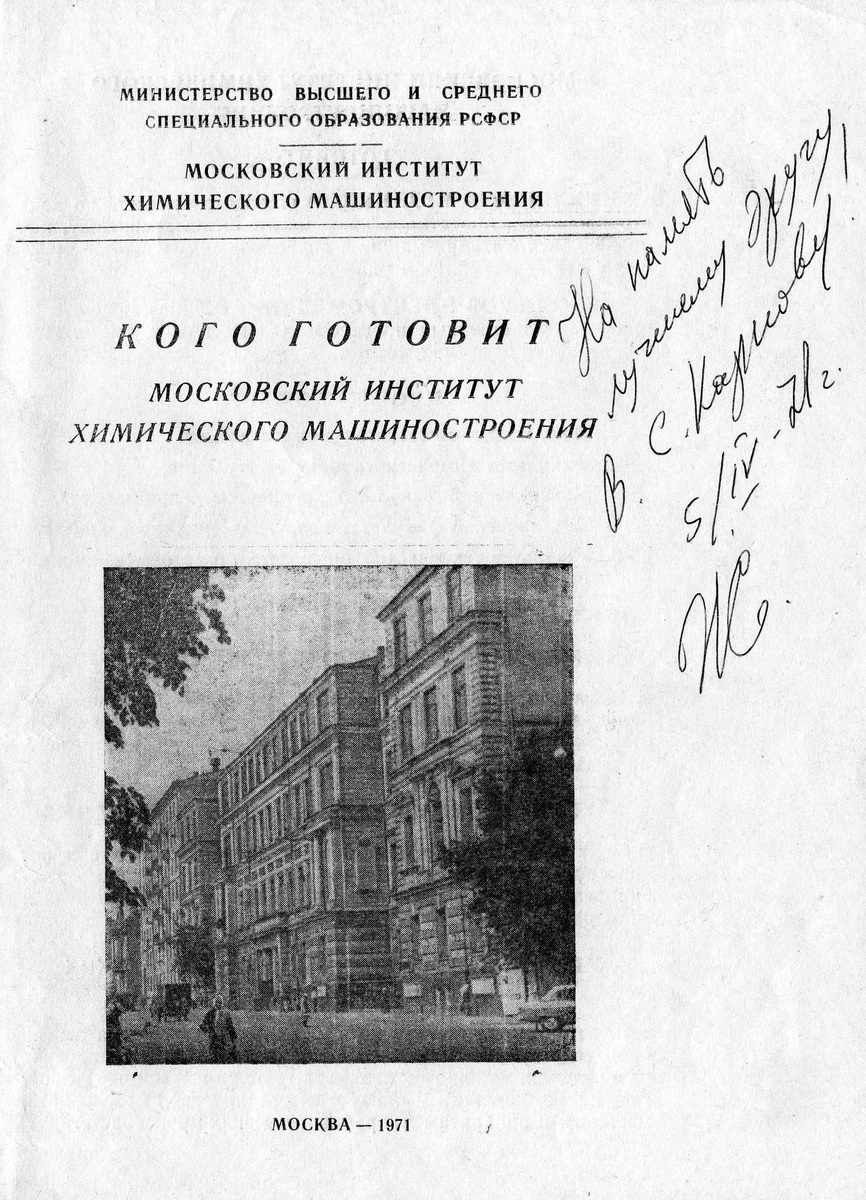 МИНИСТЕРСТВО ВЫСШЕГО И СРЕДНЕГО
СПЕЦИАЛЬНОГО ОБРАЗОВАНИЯ РСФСР
МОСКОВСКИЙ ИНСТИТУТ
ХИМИЧЕСКОГО МАШИНОСТРОЕНИЯ
КОГО ГОТОВИТ
МОСКОВСКИЙ ИНСТИТУТ
ХИМИЧЕСКОГО МАШИНОСТРОЕНИЯ
На память
лучшему другу,
В. С. Карпову
5/IV-71 г.
МОСКВА — 1971